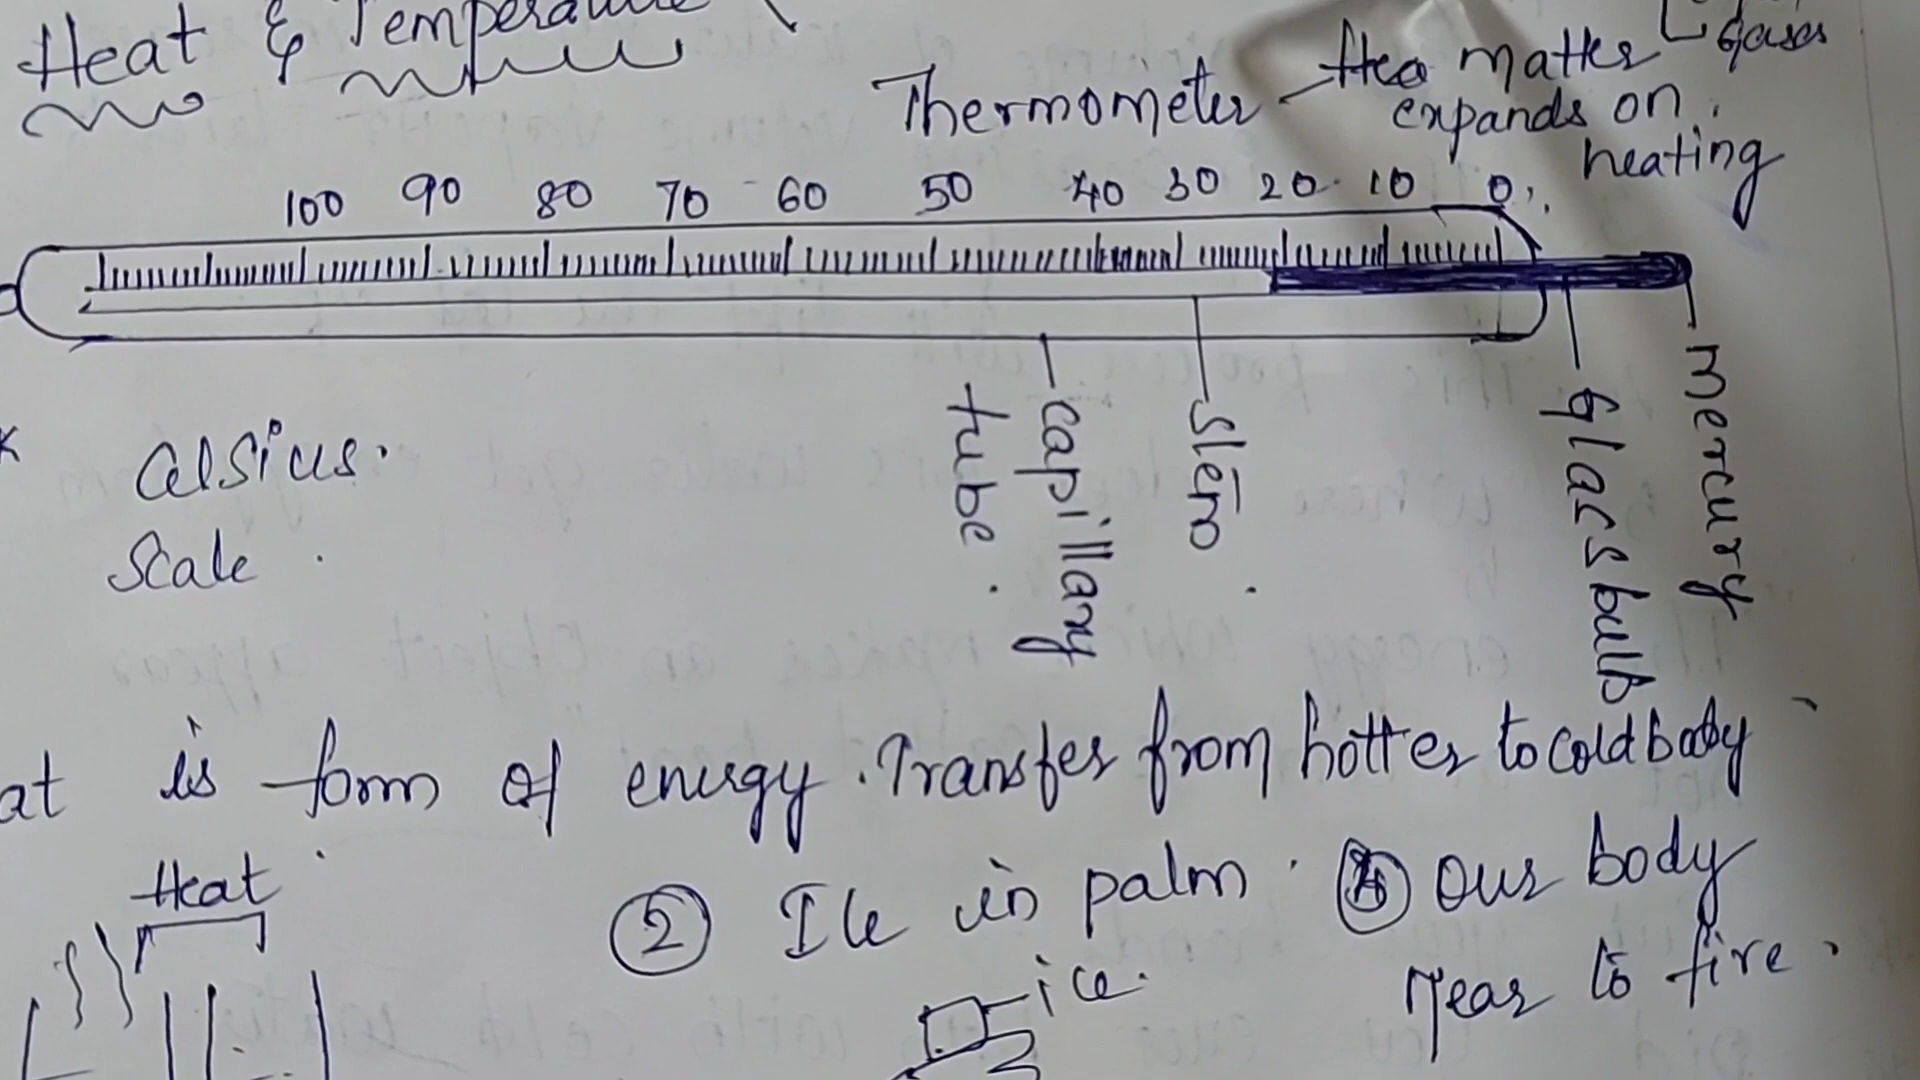 Heat & Temperature
Gases
Thermometer - matter
expands on
heating
100 90 80 70 60 50 40 30 20 10 0
Mercury
Glass bulb
Capillary
tube.
Celsius.
Scale
is form of energy. Transfer from hotter to cold body
Heat
2 Ice in palm
Our body
near to fire.
ice.